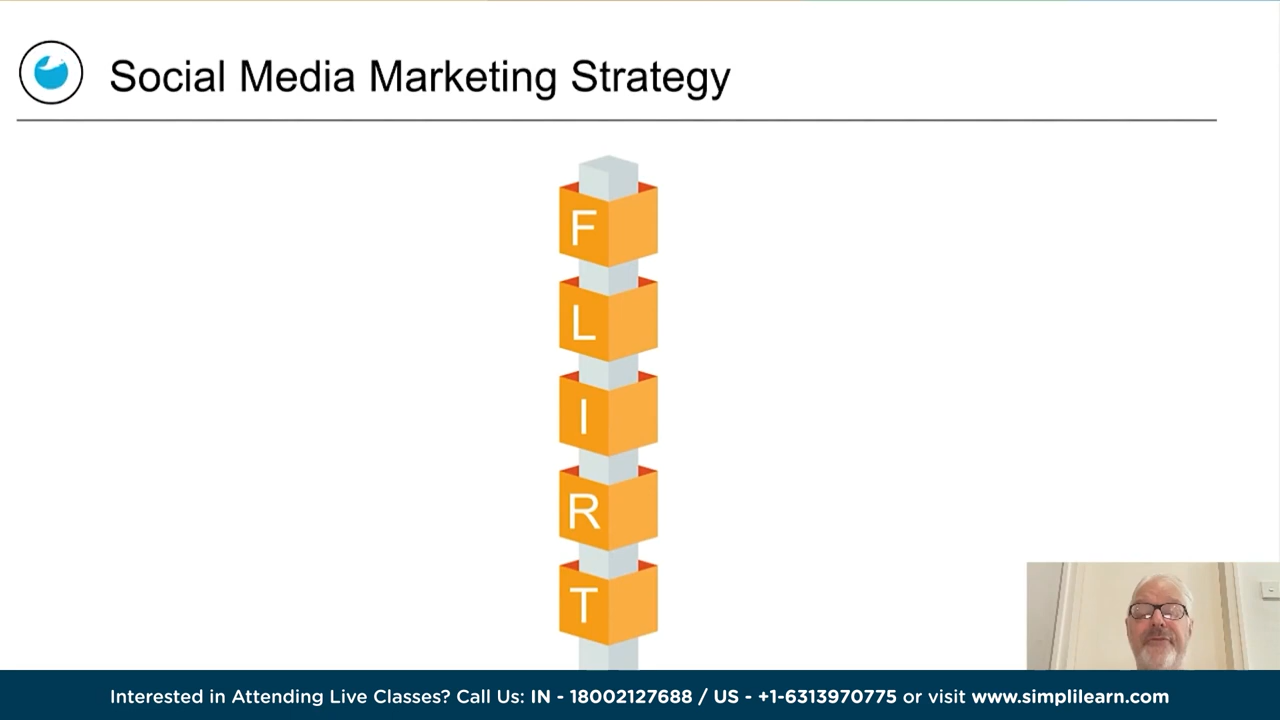 Social Media Marketing Strategy
F
L
I
R
T
Interested in Attending Live Classes? Call Us: IN - 18002127688 / US - +1-6313970775 or visit www.simplilearn.com